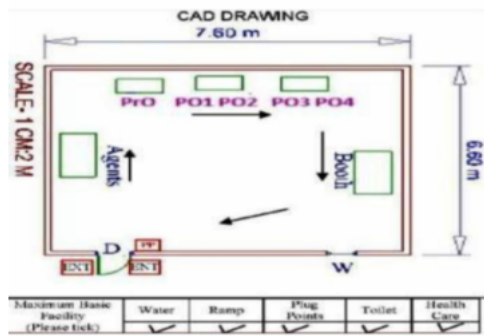 CAD DRAWING
7.60 m
SCALE- 1 CM:2 M
PrO PO1 PO2 PO3 PO4
Agents
Booth
6.60 m
D PP
EXT EXT W
Maximum Basic Facility (Please tick) Water Ramp Plug Points Toilet Health Care